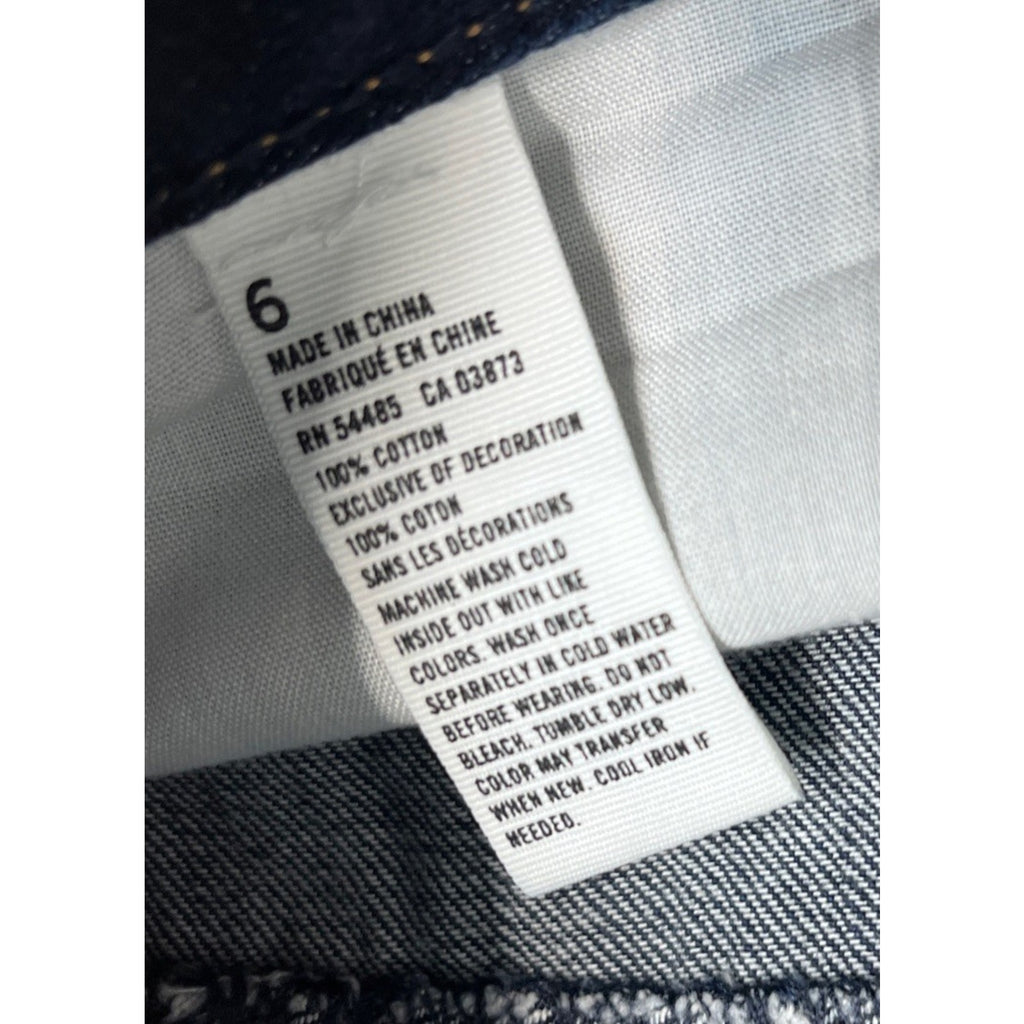 6
MADE IN CHINA
FABRIQUÉ EN CHINE
RN 54485 CA 03873
100% COTTON
EXCLUSIVE OF DECORATION
100% COTON
SANS LES DÉCORATIONS
MACHINE WASH COLD
INSIDE OUT WITH LIKE
COLORS. WASH ONCE
SEPARATELY IN COLD WATER
BEFORE WEARING. DO NOT
BLEACH. TUMBLE DRY LOW.
COLOR MAY TRANSFER
WHEN NEW. COOL IRON IF
NEEDED.